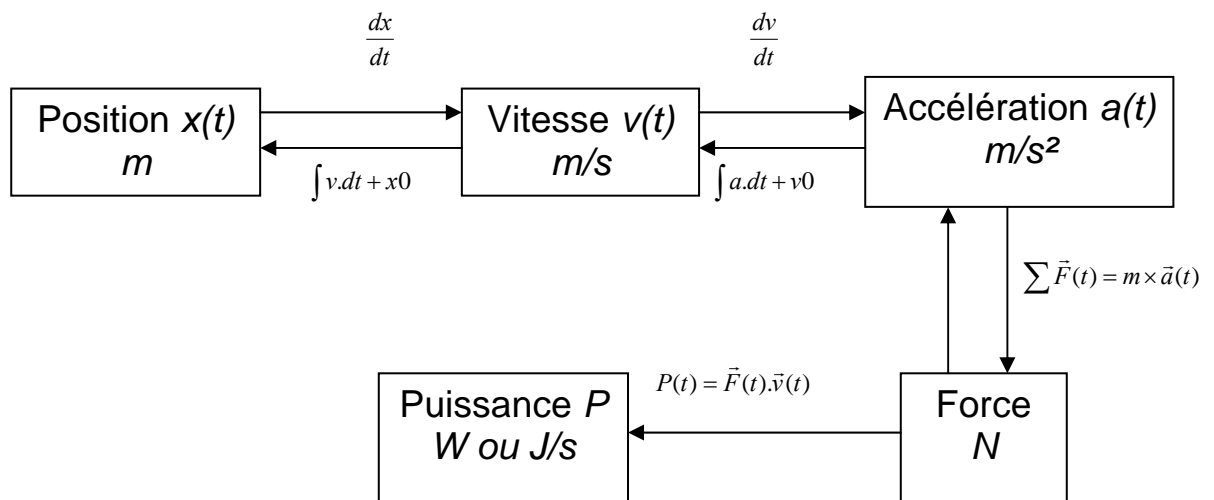 dx
dt
dv
dt
Position x(t)
m
Vitesse v(t)
m/s
Accélération a(t)
m/s²
∫ v.dt + x0
∫ a.dt + v0
∑ F⃗(t) = m × a⃗(t)
P(t) = F⃗(t).v⃗(t)
Puissance P
W ou J/s
Force
N